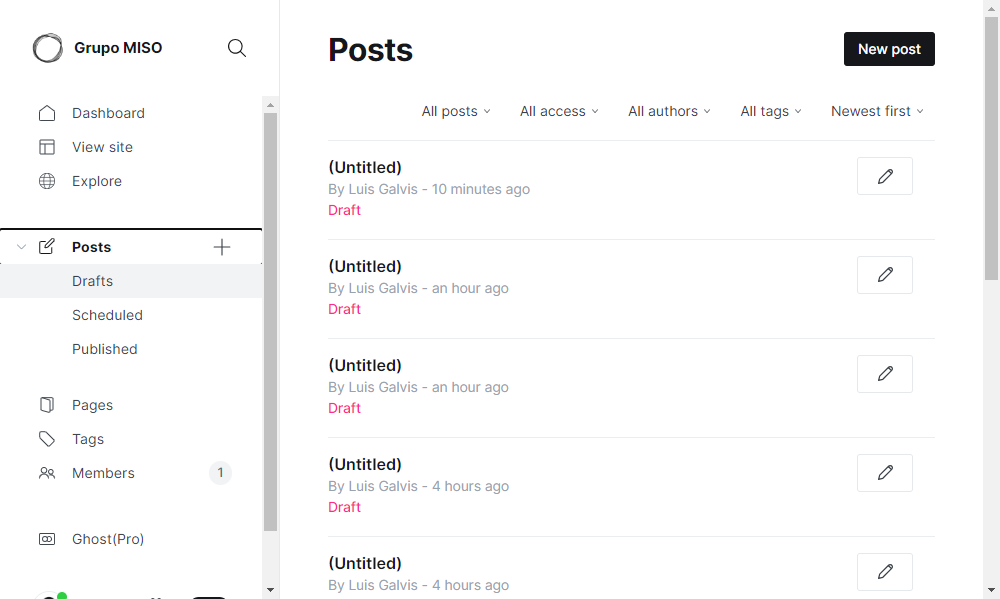 Grupo MISO
Dashboard
View site
Explore
Posts
Drafts
Scheduled
Published
Pages
Tags
Members
1
Ghost(Pro)
Posts
New post
All posts
All access
All authors
All tags
Newest first
(Untitled)
By Luis Galvis - 10 minutes ago
Draft
(Untitled)
By Luis Galvis - an hour ago
Draft
(Untitled)
By Luis Galvis - an hour ago
Draft
(Untitled)
By Luis Galvis - 4 hours ago
Draft
(Untitled)
By Luis Galvis - 4 hours ago